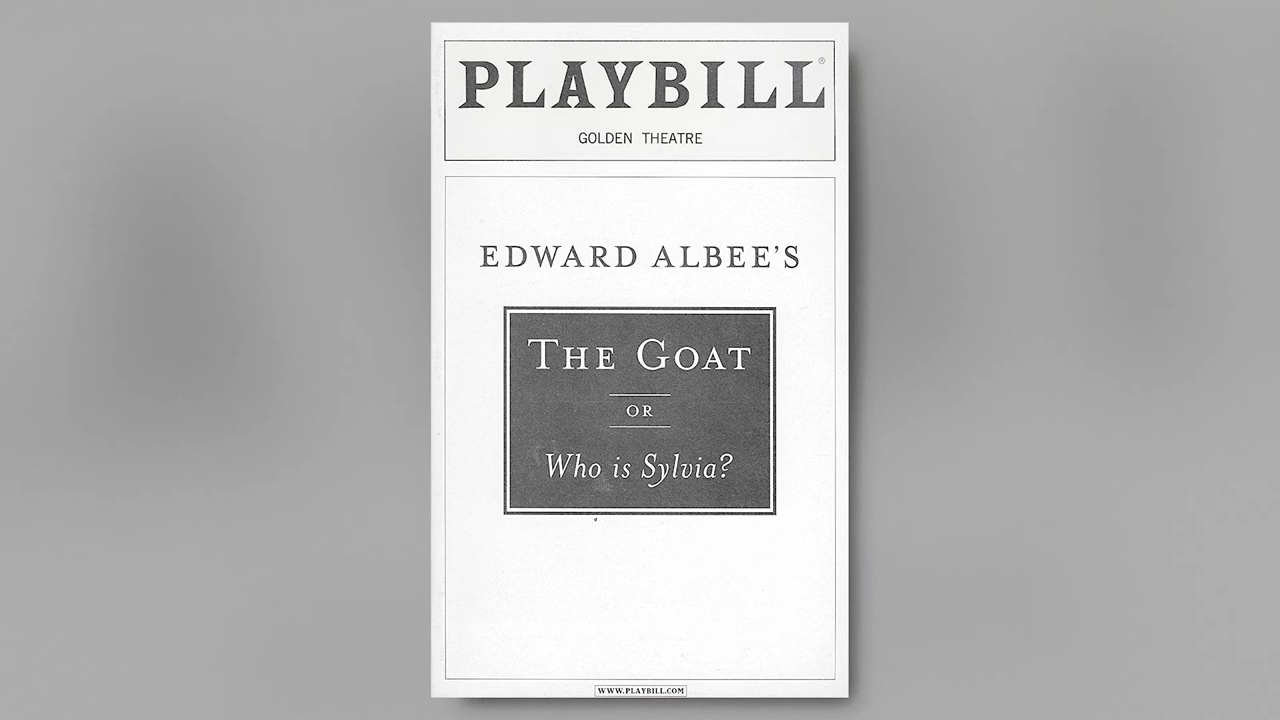 PLAYBILL®
GOLDEN THEATRE
EDWARD ALBEE'S
THE GOAT
OR
Who is Sylvia?
WWW.PLAYBILL.COM